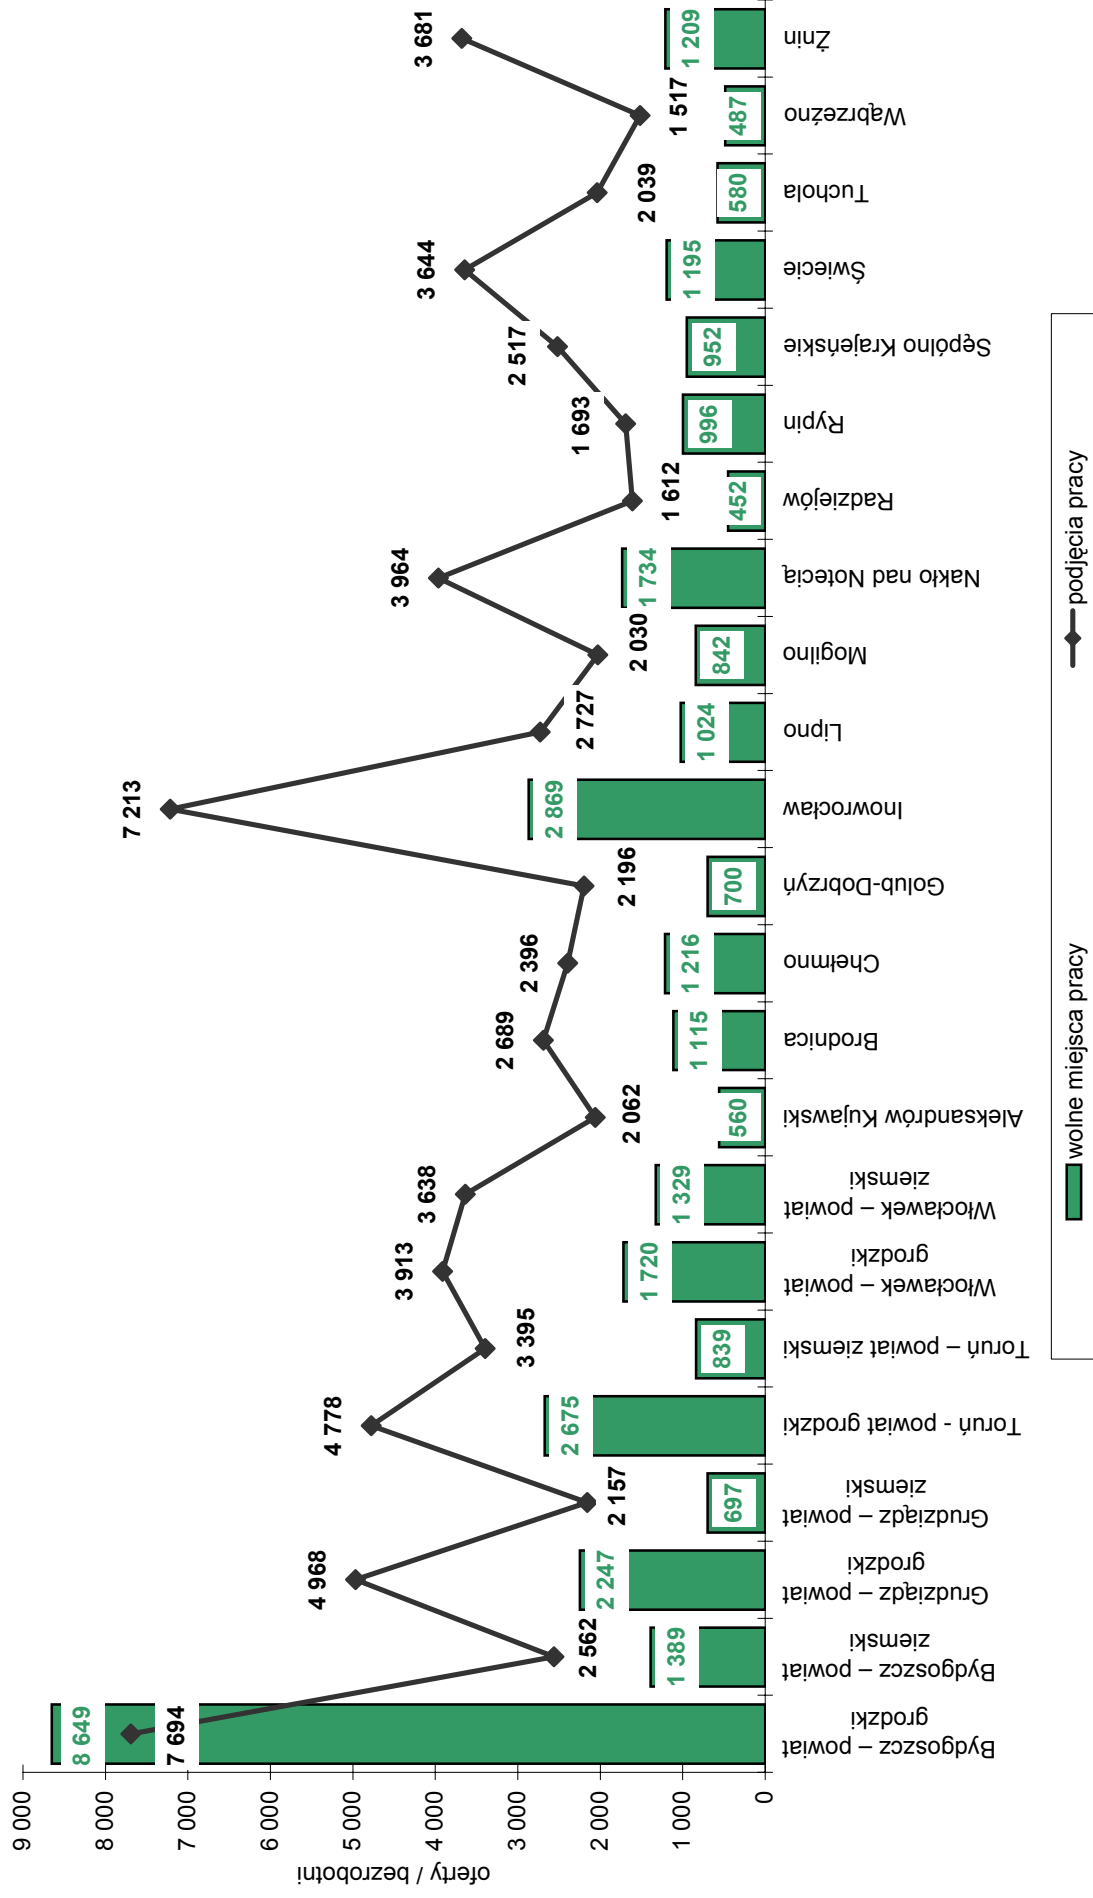 oferty / bezrobotni
9 000
8 000
7 000
6 000
5 000
4 000
3 000
2 000
1 000
0
8 649
7 694
Bydgoszcz – powiat
grodzki
1 389
2 562
Bydgoszcz – powiat
ziemski
2 247
4 968
Grudziądz – powiat
grodzki
697
2 157
Grudziądz – powiat
ziemski
2 675
4 778
Toruń - powiat grodzki
839
3 395
Toruń – powiat ziemski
1 720
3 913
Włocławek – powiat
grodzki
1 329
3 638
Włocławek – powiat
ziemski
560
2 062
Aleksandrów Kujawski
1 115
2 689
Brodnica
1 216
2 396
Chełmno
700
2 196
Golub-Dobrzyń
2 869
7 213
Inowrocław
1 024
2 727
Lipno
842
2 030
Mogilno
1 734
3 964
Nakło nad Notecią
452
1 612
Radziejów
996
1 693
Rypin
952
2 517
Sępólno Krajeńskie
1 195
3 644
Świecie
580
2 039
Tuchola
487
1 517
Wąbrzeźno
1 209
3 681
Żnin
wolne miejsca pracy
podjęcia pracy